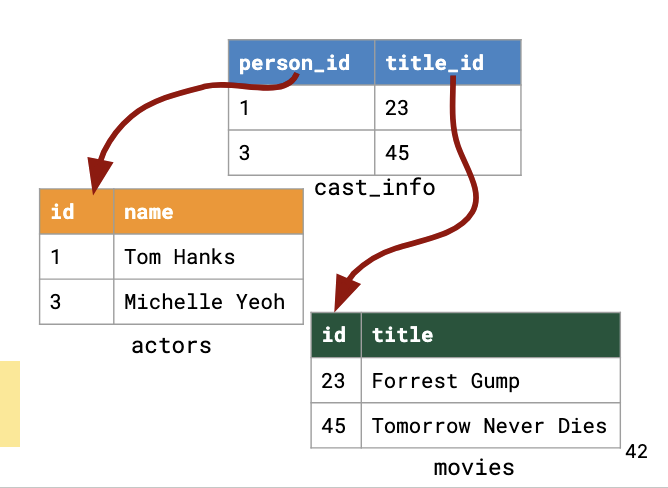 person_id title_id
1 23
3 45
cast_info
id name
1 Tom Hanks
3 Michelle Yeoh
actors
id title
23 Forrest Gump
45 Tomorrow Never Dies
movies
42